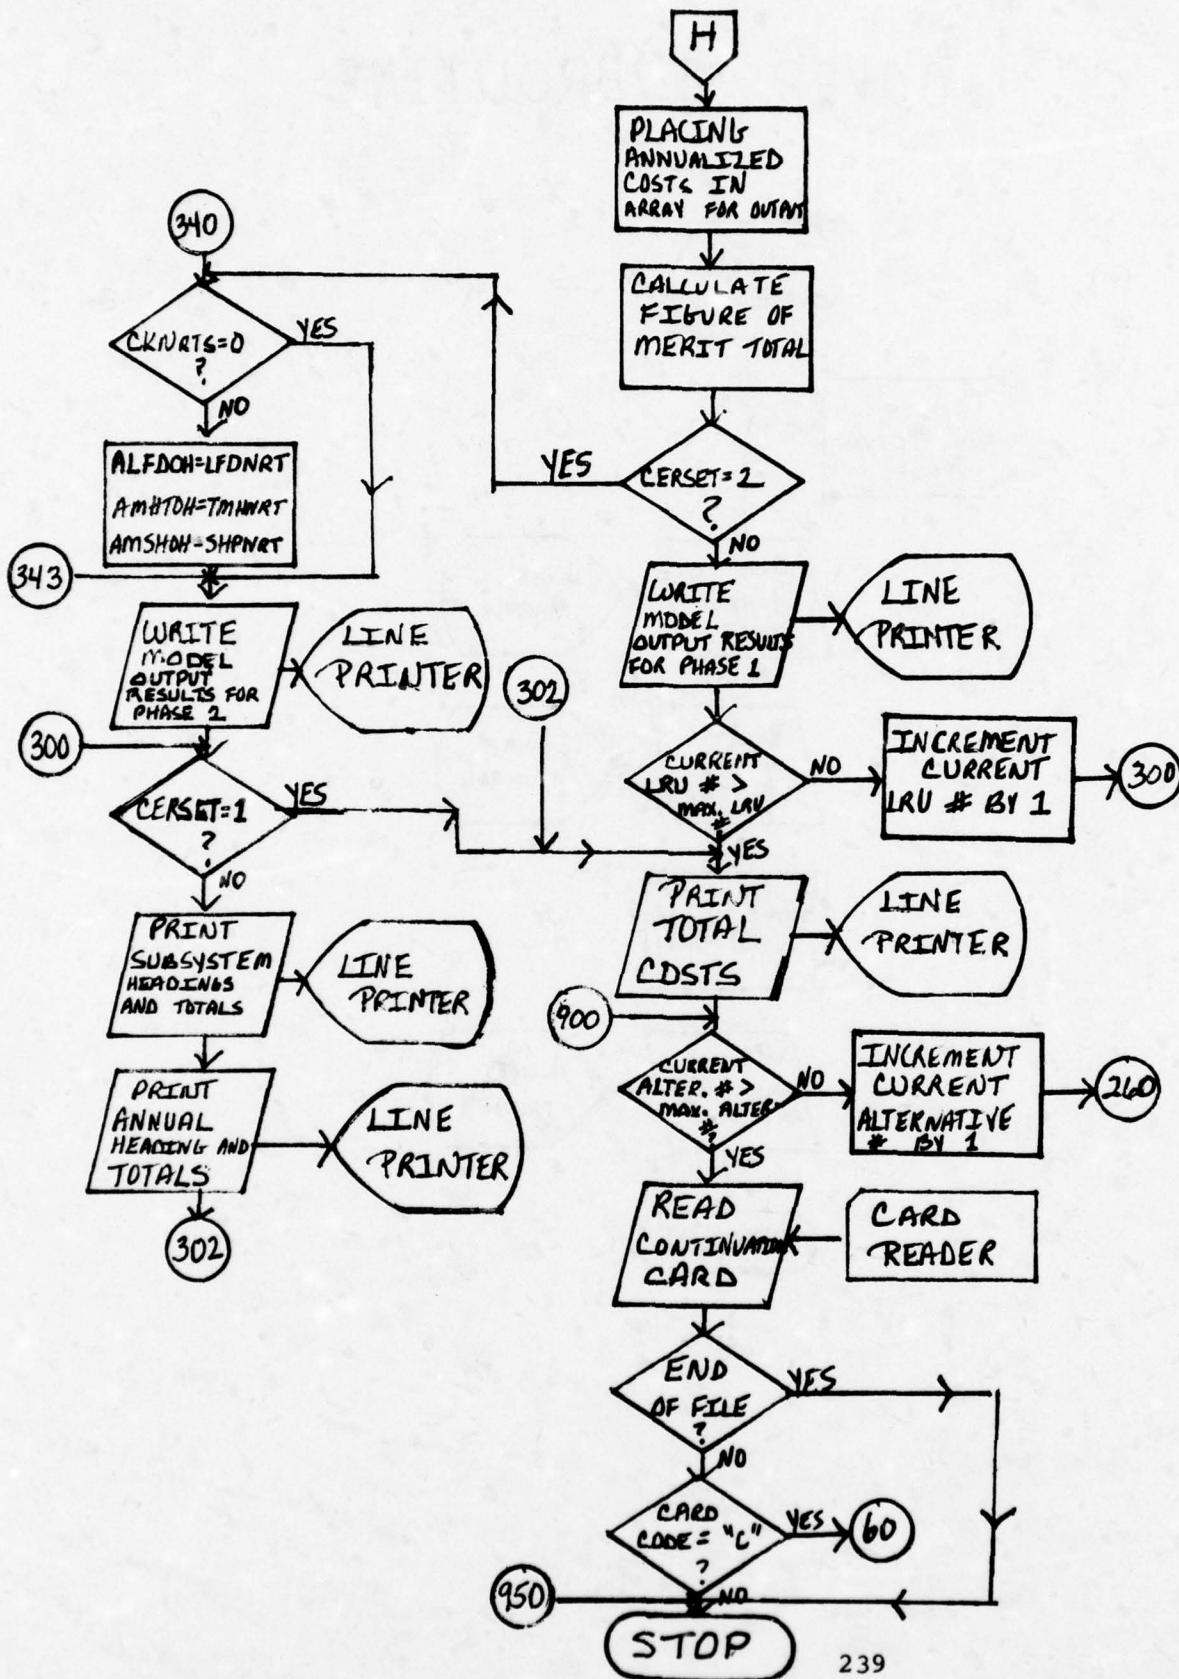 H
PLACING
ANNUALIZED
COSTS IN
ARRAY FOR OUTPUT
CALCULATE
FIGURE OF
MERIT TOTAL
CERSET=2
?
YES
NO
340
CKNRTS=0
?
YES
NO
ALFDOH=LFDNRT
AMHTOH=TMHNRT
AMSHOH=SHPNRT
343
WRITE
MODEL
OUTPUT
RESULTS FOR
PHASE 2
LINE
PRINTER
300
CERSET=1
?
YES
NO
PRINT
SUBSYSTEM
HEADINGS
AND TOTALS
LINE
PRINTER
PRINT
ANNUAL
HEADING AND
TOTALS
LINE
PRINTER
302
WRITE
MODEL
OUTPUT RESULTS
FOR PHASE 1
LINE
PRINTER
302
CURRENT
LRU # >
MAX. LRU
#
NO
INCREMENT
CURRENT
LRU # BY 1
300
YES
PRINT
TOTAL
COSTS
LINE
PRINTER
900
CURRENT
ALTER. # >
MAX. ALTER
#
?
NO
INCREMENT
CURRENT
ALTERNATIVE
# BY 1
260
YES
READ
CONTINUATION
CARD
CARD
READER
END
OF FILE
?
YES
NO
CARD
CODE = "C"
?
YES
60
NO
950
STOP
239